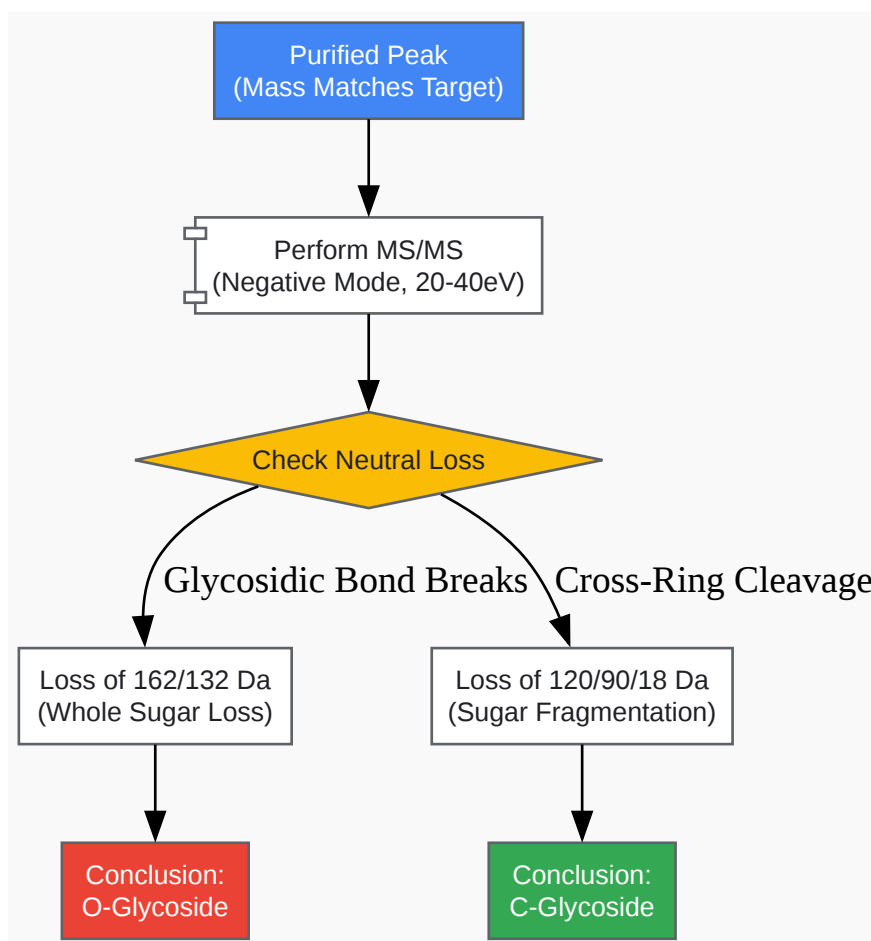 Purified Peak
(Mass Matches Target)
Perform MS/MS
(Negative Mode, 20-40eV)
Check Neutral Loss
Glycosidic Bond Breaks
Cross-Ring Cleavage
Loss of 162/132 Da
(Whole Sugar Loss)
Loss of 120/90/18 Da
(Sugar Fragmentation)
Conclusion:
O-Glycoside
Conclusion:
C-Glycoside